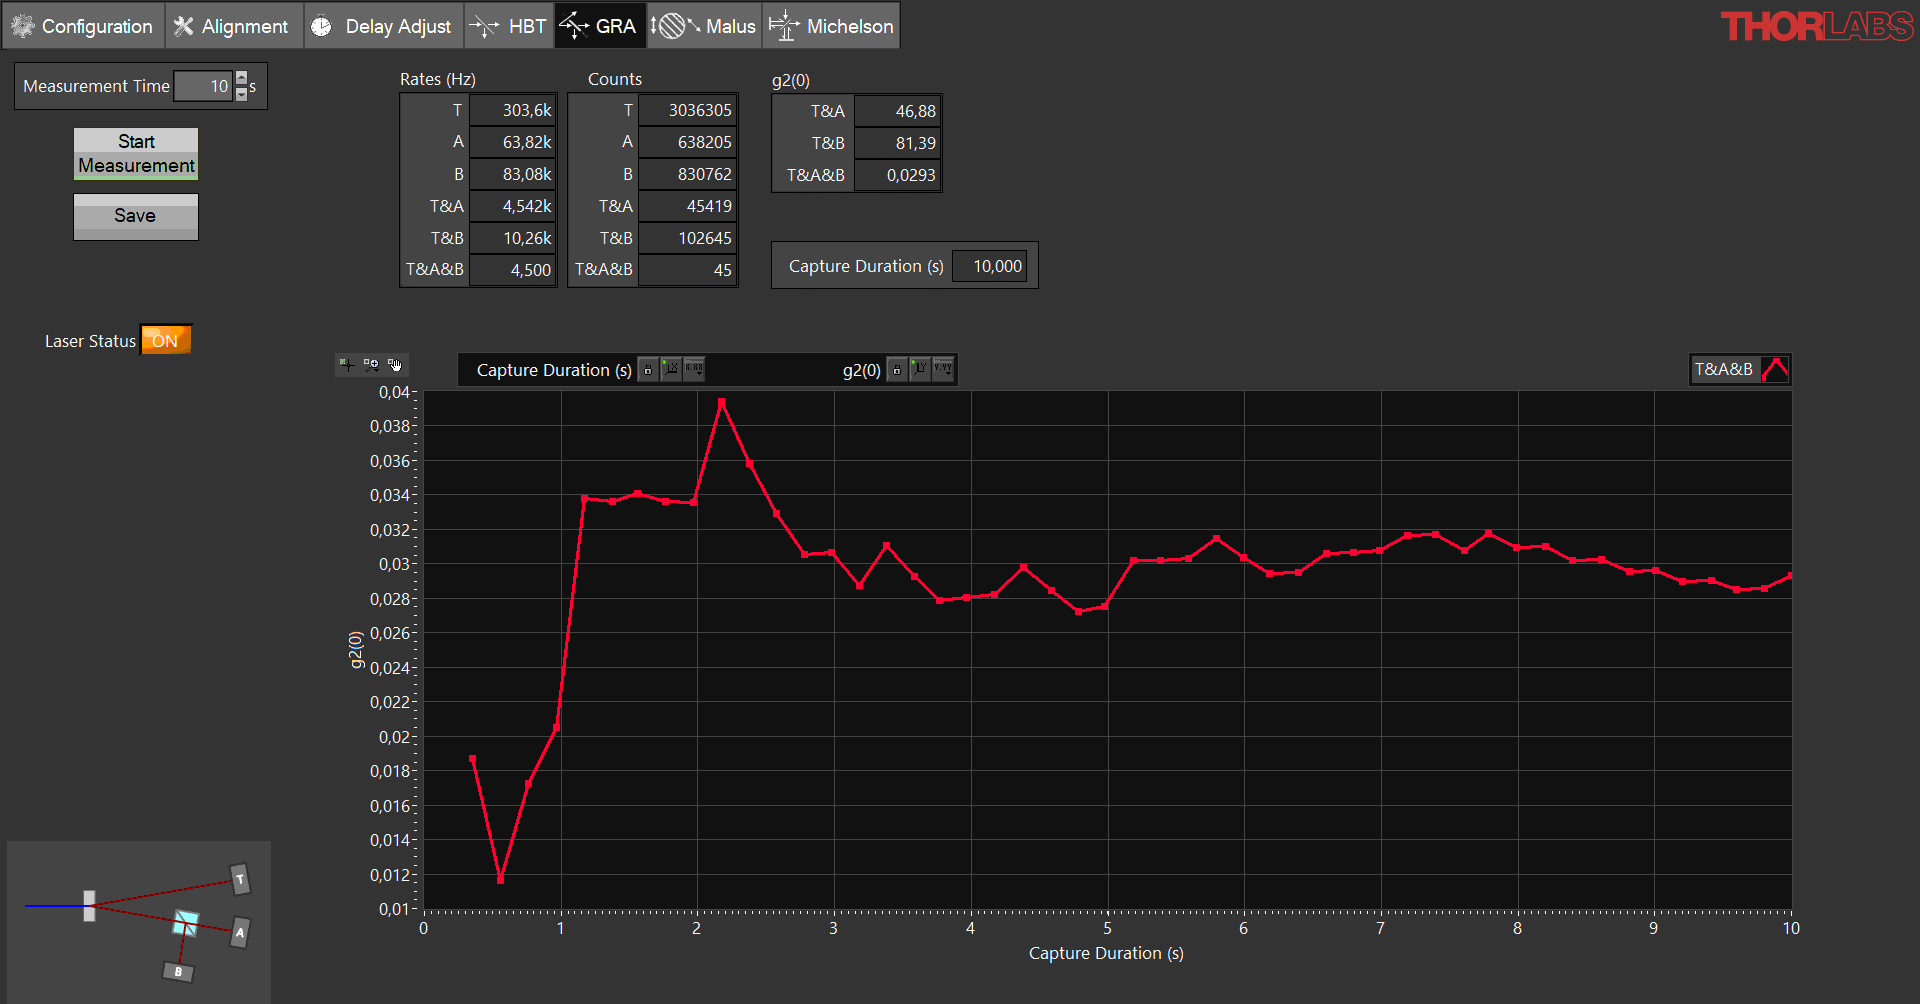 Configuration Alignment Delay Adjust HBT GRA Malus Michelson
THORLABS
Measurement Time 10 s
Start
Measurement
Save
Laser Status ON
Rates (Hz)
T 303,6k
A 63,82k
B 83,08k
T&A 4,542k
T&B 10,26k
T&A&B 4,500
Counts
T 3036305
A 638205
B 830762
T&A 45419
T&B 102645
T&A&B 45
g2(0)
T&A 46,88
T&B 81,39
T&A&B 0,0293
Capture Duration (s) 10,000
Capture Duration (s) g2(0)
T&A&B
0,04
0,038
0,036
0,034
0,032
0,03
0,028
0,026
0,024
0,022
0,02
0,018
0,016
0,014
0,012
0,01
g2(0)
0 1 2 3 4 5 6 7 8 9 10
Capture Duration (s)
T
A
B